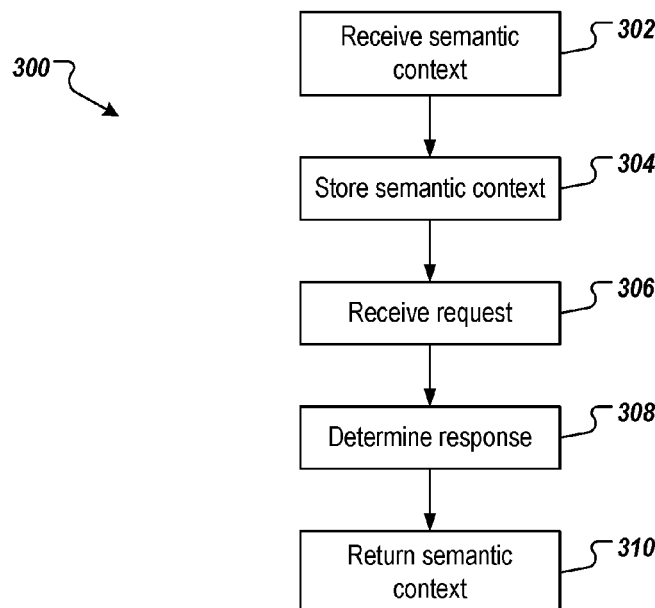 300
Receive semantic
context
302
Store semantic context
304
Receive request
306
Determine response
308
Return semantic
context
310